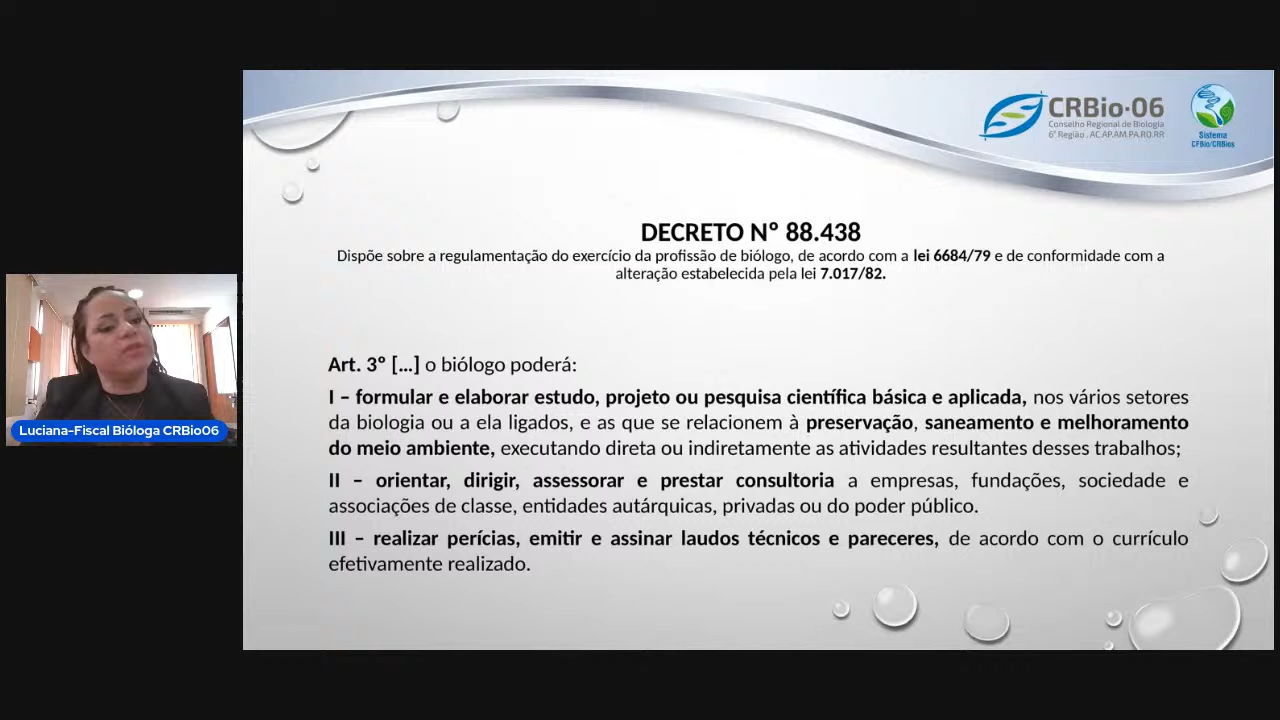 CRBio·06
Conselho Regional de Biologia
6ª Região . AC.AP.AM.PA.RO.RR
Sistema
CFBio/CRBios
DECRETO Nº 88.438
Dispõe sobre a regulamentação do exercício da profissão de biólogo, de acordo com a lei 6684/79 e de conformidade com a
alteração estabelecida pela lei 7.017/82.
Art. 3º [...] o biólogo poderá:
I – formular e elaborar estudo, projeto ou pesquisa científica básica e aplicada, nos vários setores
da biologia ou a ela ligados, e as que se relacionem à preservação, saneamento e melhoramento
do meio ambiente, executando direta ou indiretamente as atividades resultantes desses trabalhos;
II – orientar, dirigir, assessorar e prestar consultoria a empresas, fundações, sociedade e
associações de classe, entidades autárquicas, privadas ou do poder público.
III – realizar perícias, emitir e assinar laudos técnicos e pareceres, de acordo com o currículo
efetivamente realizado.
Luciana-Fiscal Bióloga CRBio06